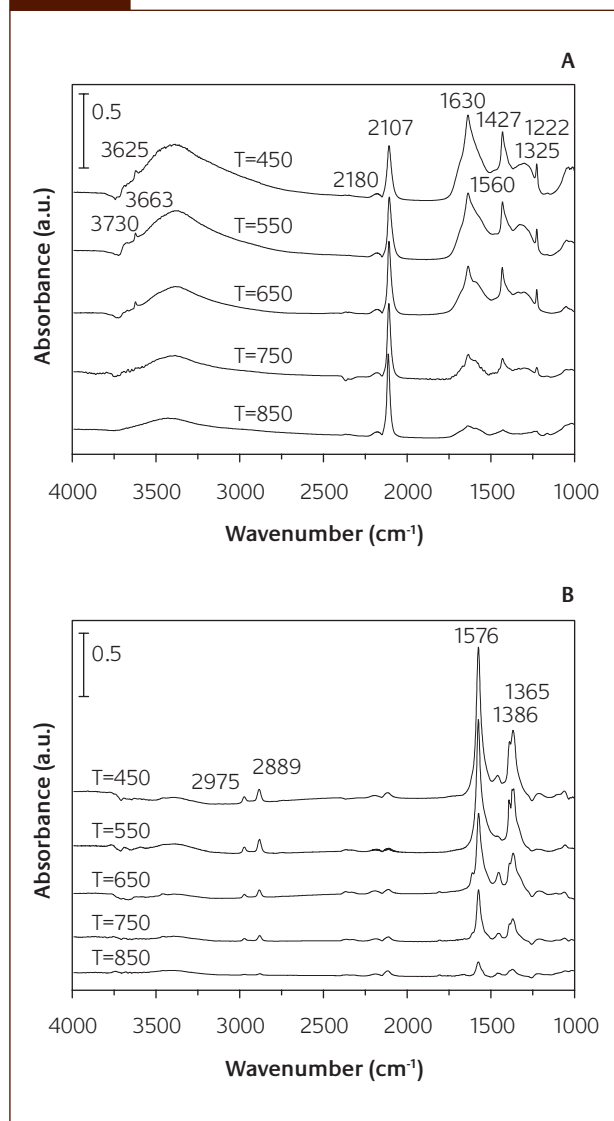 A
0.5
1630
1427
1222
2107
1325
3625
T=450
2180
1560
3663
3730
T=550
T=650
T=750
T=850
Absorbance (a.u.)
4000 3500 3000 2500 2000 1500 1000
Wavenumber (cm⁻¹)
B
0.5
1576
1365
1386
T=450
2975
2889
T=550
T=650
T=750
T=850
Absorbance (a.u.)
4000 3500 3000 2500 2000 1500 1000
Wavenumber (cm⁻¹)